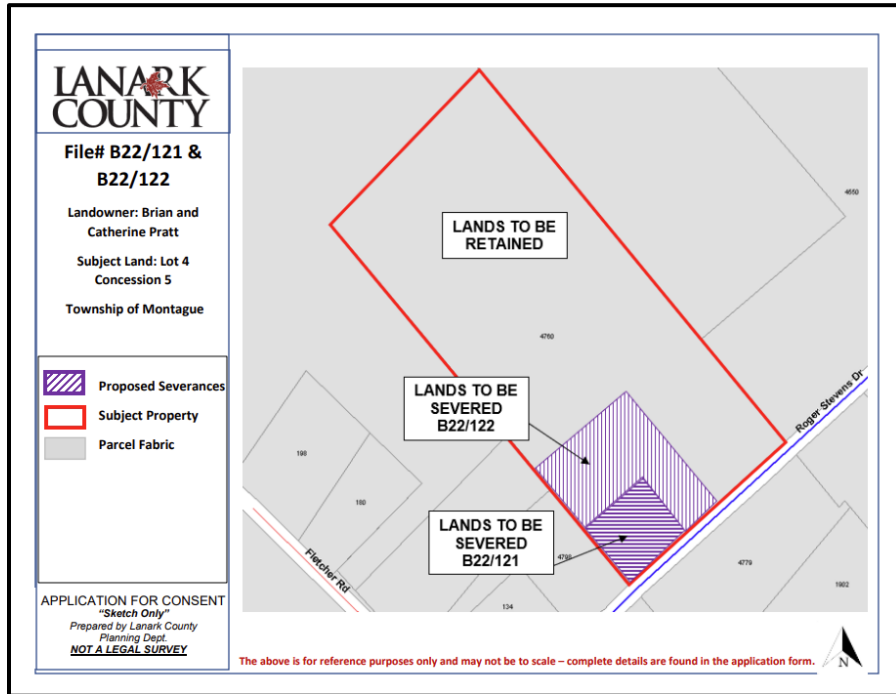 LANARK
COUNTY
File# B22/121 &
B22/122
Landowner: Brian and
Catherine Pratt
Subject Land: Lot 4
Concession 5
Township of Montague
Proposed Severances
Subject Property
Parcel Fabric
APPLICATION FOR CONSENT
"Sketch Only"
Prepared by Lanark County
Planning Dept.
NOT A LEGAL SURVEY
LANDS TO BE
RETAINED
4650
4760
LANDS TO BE
SEVERED
B22/122
Roger Stevens Dr
198
180
LANDS TO BE
SEVERED
B22/121
4798
4779
1902
Fletcher Rd
134
The above is for reference purposes only and may not be to scale – complete details are found in the application form.
N